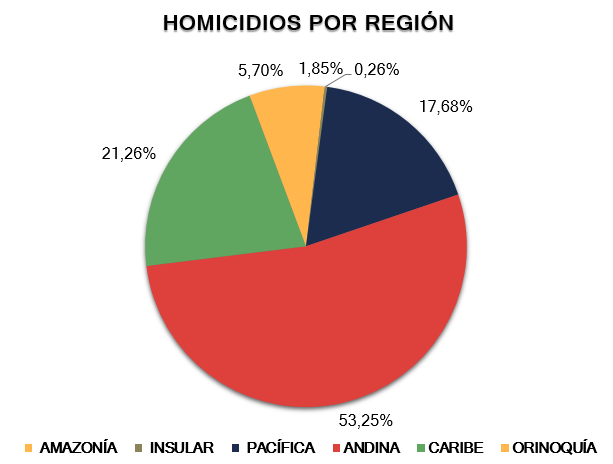 HOMICIDIOS POR REGIÓN
5,70% 1,85% 0,26%
17,68%
21,26%
53,25%
AMAZONÍA INSULAR PACÍFICA ANDINA CARIBE ORINOQUÍA